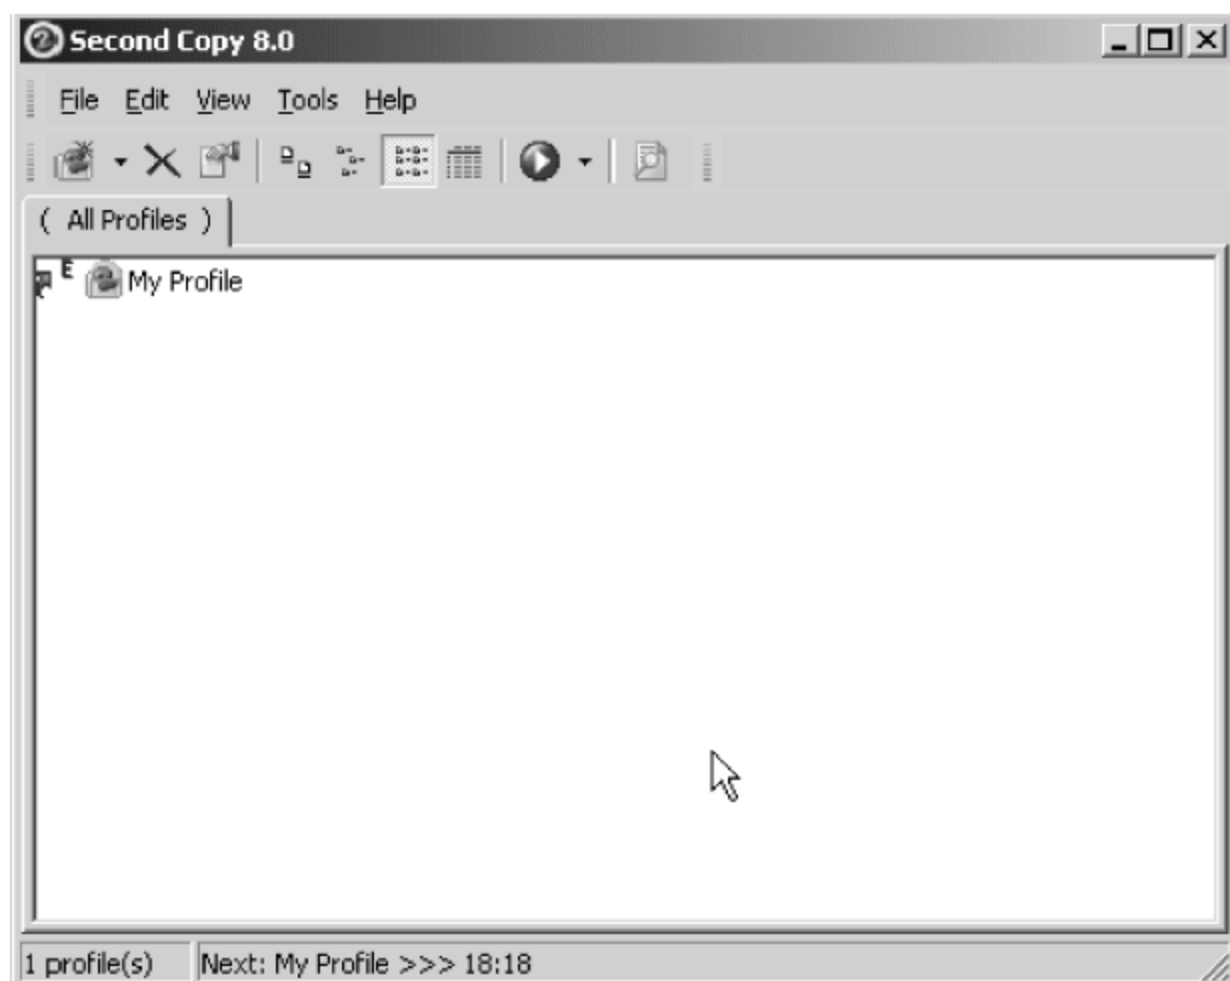 Second Copy 8.0
File Edit View Tools Help
( All Profiles )
E My Profile
1 profile(s) Next: My Profile >>> 18:18